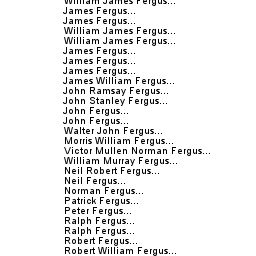 William James Fergus...
James Fergus...
James Fergus...
William James Fergus...
William James Fergus...
James Fergus...
James Fergus...
James Fergus...
James William Fergus...
John Ramsay Fergus...
John Stanley Fergus...
John Fergus...
John Fergus...
Walter John Fergus...
Morris William Fergus...
Victor Mullen Norman Fergus...
William Murray Fergus...
Neil Robert Fergus...
Neil Fergus...
Norman Fergus...
Patrick Fergus...
Peter Fergus...
Ralph Fergus...
Ralph Fergus...
Robert Fergus...
Robert William Fergus...